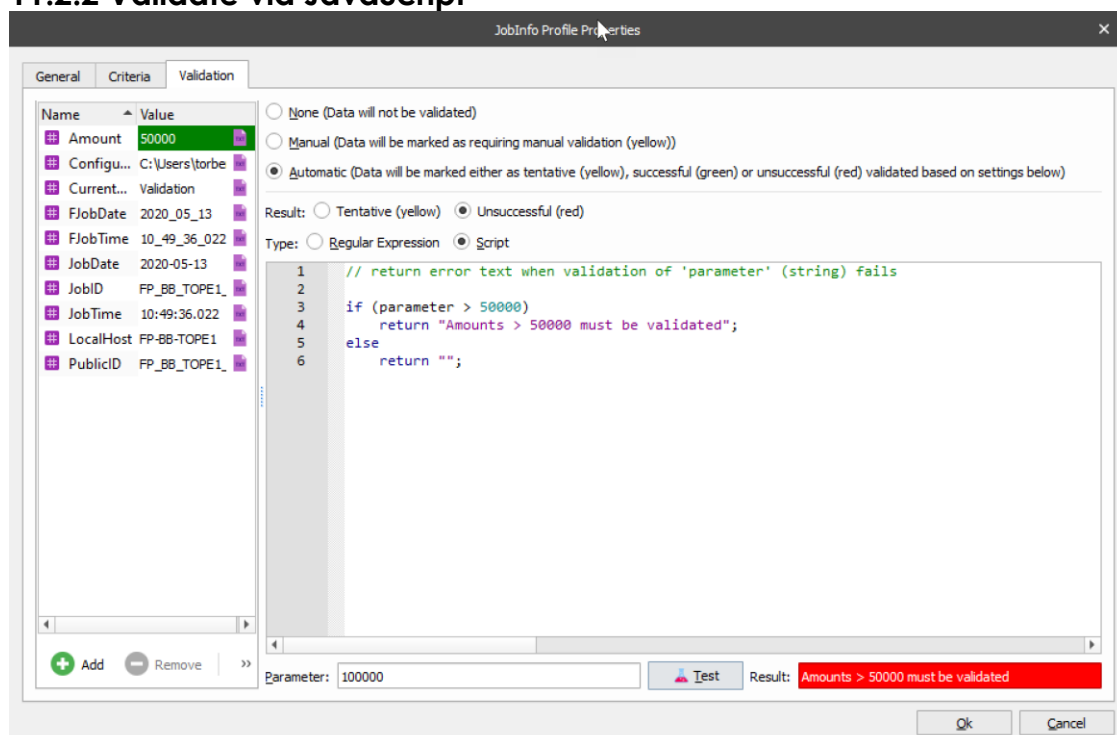 11.2.2 Validate via JavaScript
JobInfo Profile Properties
General Criteria Validation
Name Value
Amount 50000
Configu... C:\Users\torbe
Current... Validation
FJobDate 2020_05_13
FJobTime 10_49_36_022
JobDate 2020-05-13
JobID FP_BB_TOPE1_
JobTime 10:49:36.022
LocalHost FP-BB-TOPE1
PublicID FP_BB_TOPE1_
Add Remove »
None (Data will not be validated)
Manual (Data will be marked as requiring manual validation (yellow))
Automatic (Data will be marked either as tentative (yellow), successful (green) or unsuccessful (red) validated based on settings below)
Result: Tentative (yellow) Unsuccessful (red)
Type: Regular Expression Script
1 // return error text when validation of 'parameter' (string) fails
2
3 if (parameter > 50000)
4 return "Amounts > 50000 must be validated";
5 else
6 return "";
Parameter: 100000 Test Result: Amounts > 50000 must be validated
Ok Cancel